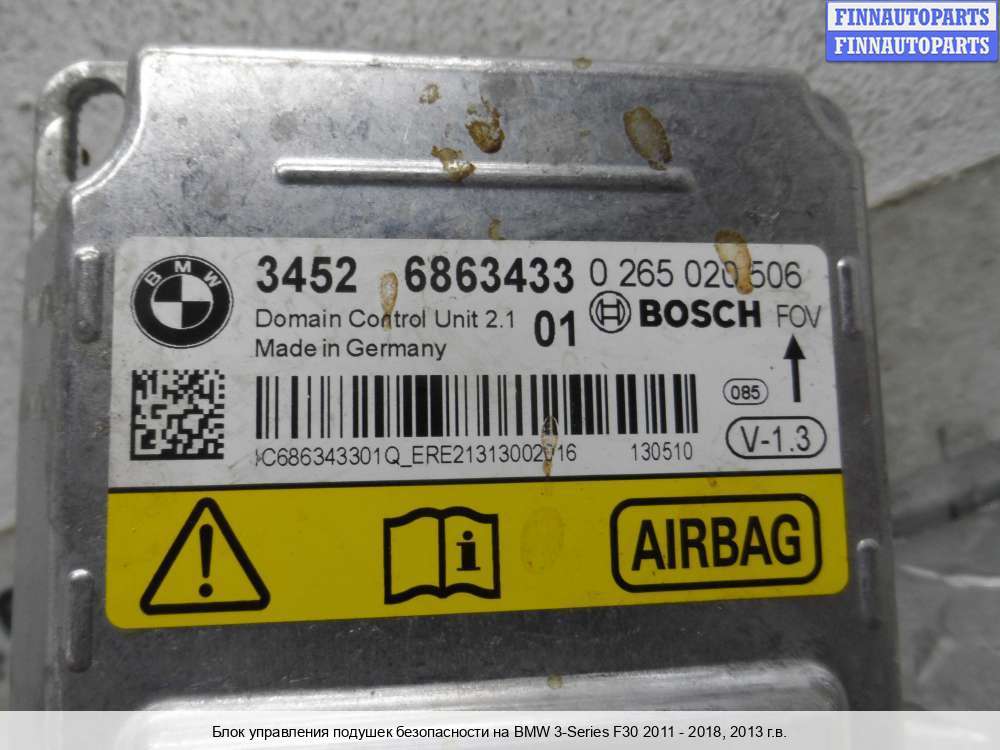 FINNAUTOPARTS
FINNAUTOPARTS
BMW
3452 6863433 0 265 020 506
Domain Control Unit 2.1 01 BOSCH FOV
Made in Germany
085
C686343301Q_ERE21313002016 130510
V-1.3
i AIRBAG
Блок управления подушек безопасности на BMW 3-Series F30 2011 - 2018, 2013 г.в.